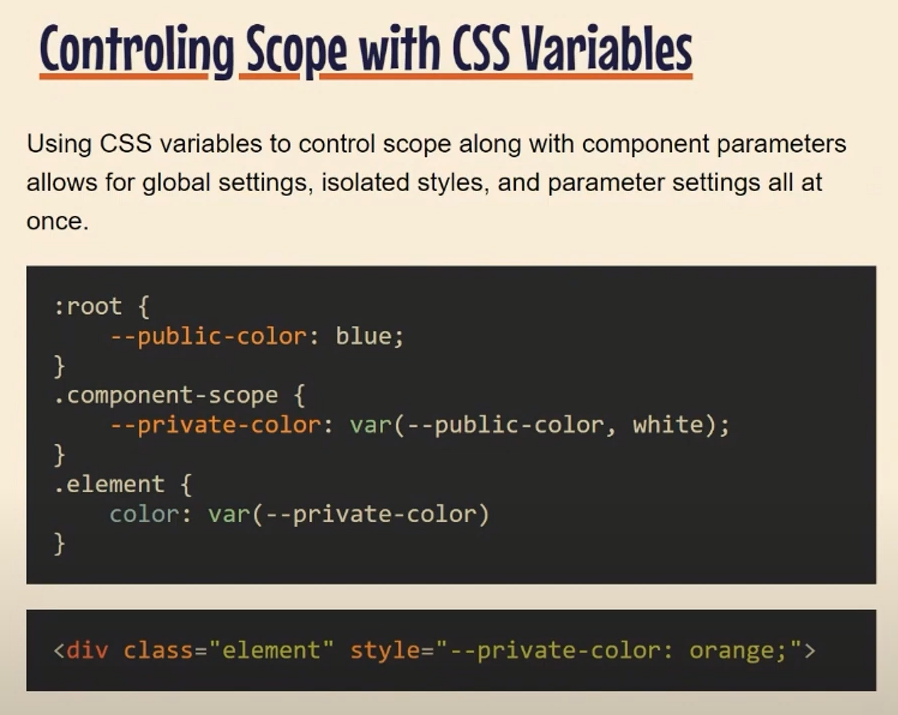 Controling Scope with CSS Variables
Using CSS variables to control scope along with component parameters
allows for global settings, isolated styles, and parameter settings all at
once.
:root {
    --public-color: blue;
}
.component-scope {
    --private-color: var(--public-color, white);
}
.element {
    color: var(--private-color)
}
<div class="element" style="--private-color: orange;">